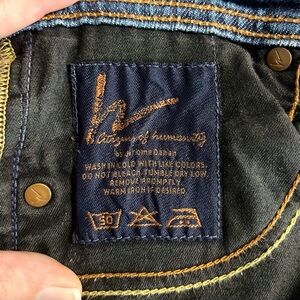 Citizens of humanity
by Jerome Dahan
WASH IN COLD WITH LIKE COLORS.
DO NOT BLEACH. TUMBLE DRY LOW.
REMOVE PROMPTLY.
WARM IRON IF DESIRED.
50